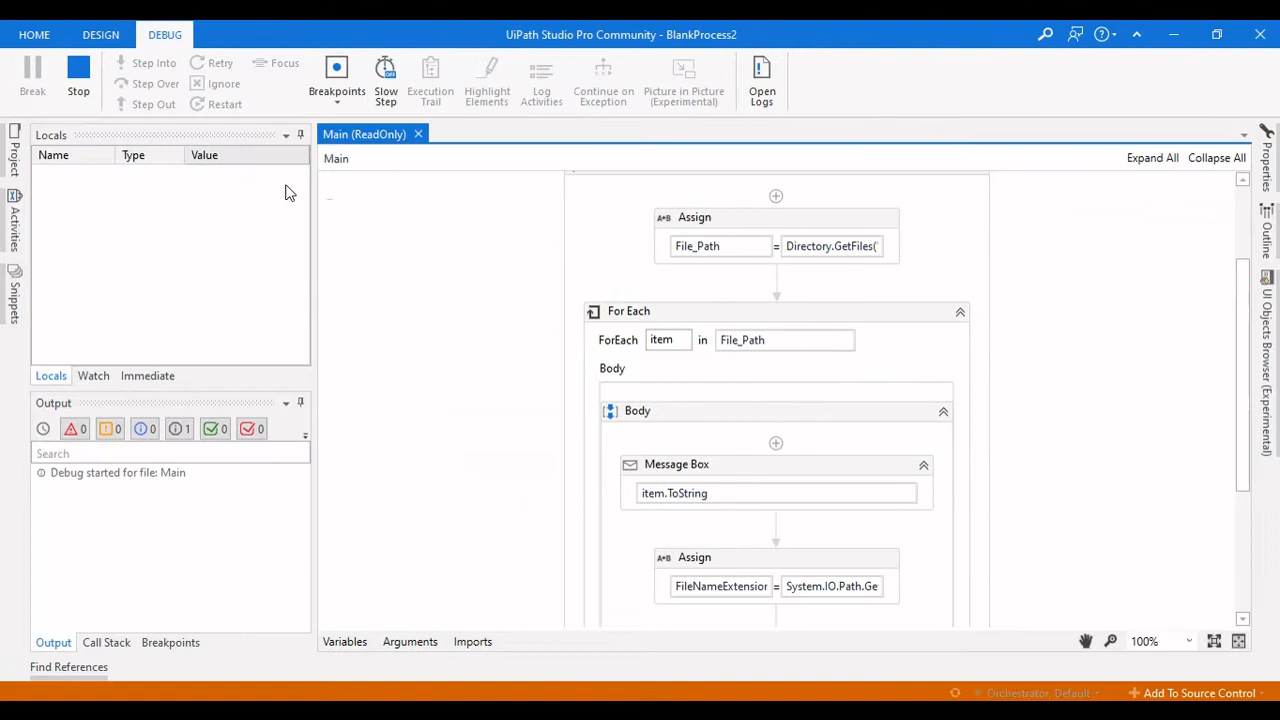 HOME DESIGN DEBUG UiPath Studio Pro Community - BlankProcess2
Break
Stop
Step Into
Step Over
Step Out
Retry
Ignore
Restart
Focus
Breakpoints
Slow
Step
Execution
Trail
Highlight
Elements
Log
Activities
Continue on
Exception
Picture in Picture
(Experimental)
Open
Logs
Project
Activities
Snippets
Locals
Name Type Value
Locals Watch Immediate
Output
0 0 0 1 0 0
Search
Debug started for file: Main
Output Call Stack Breakpoints
Find References
Main (ReadOnly)
Main Expand All Collapse All
A+B Assign
File_Path = Directory.GetFiles("
For Each
ForEach item in File_Path
Body
Body
Message Box
item.ToString
A+B Assign
FileNameExtension = System.IO.Path.Ge
Variables Arguments Imports 100%
Properties
Outline
UI Objects Browser (Experimental)
Orchestrator, Default Add To Source Control